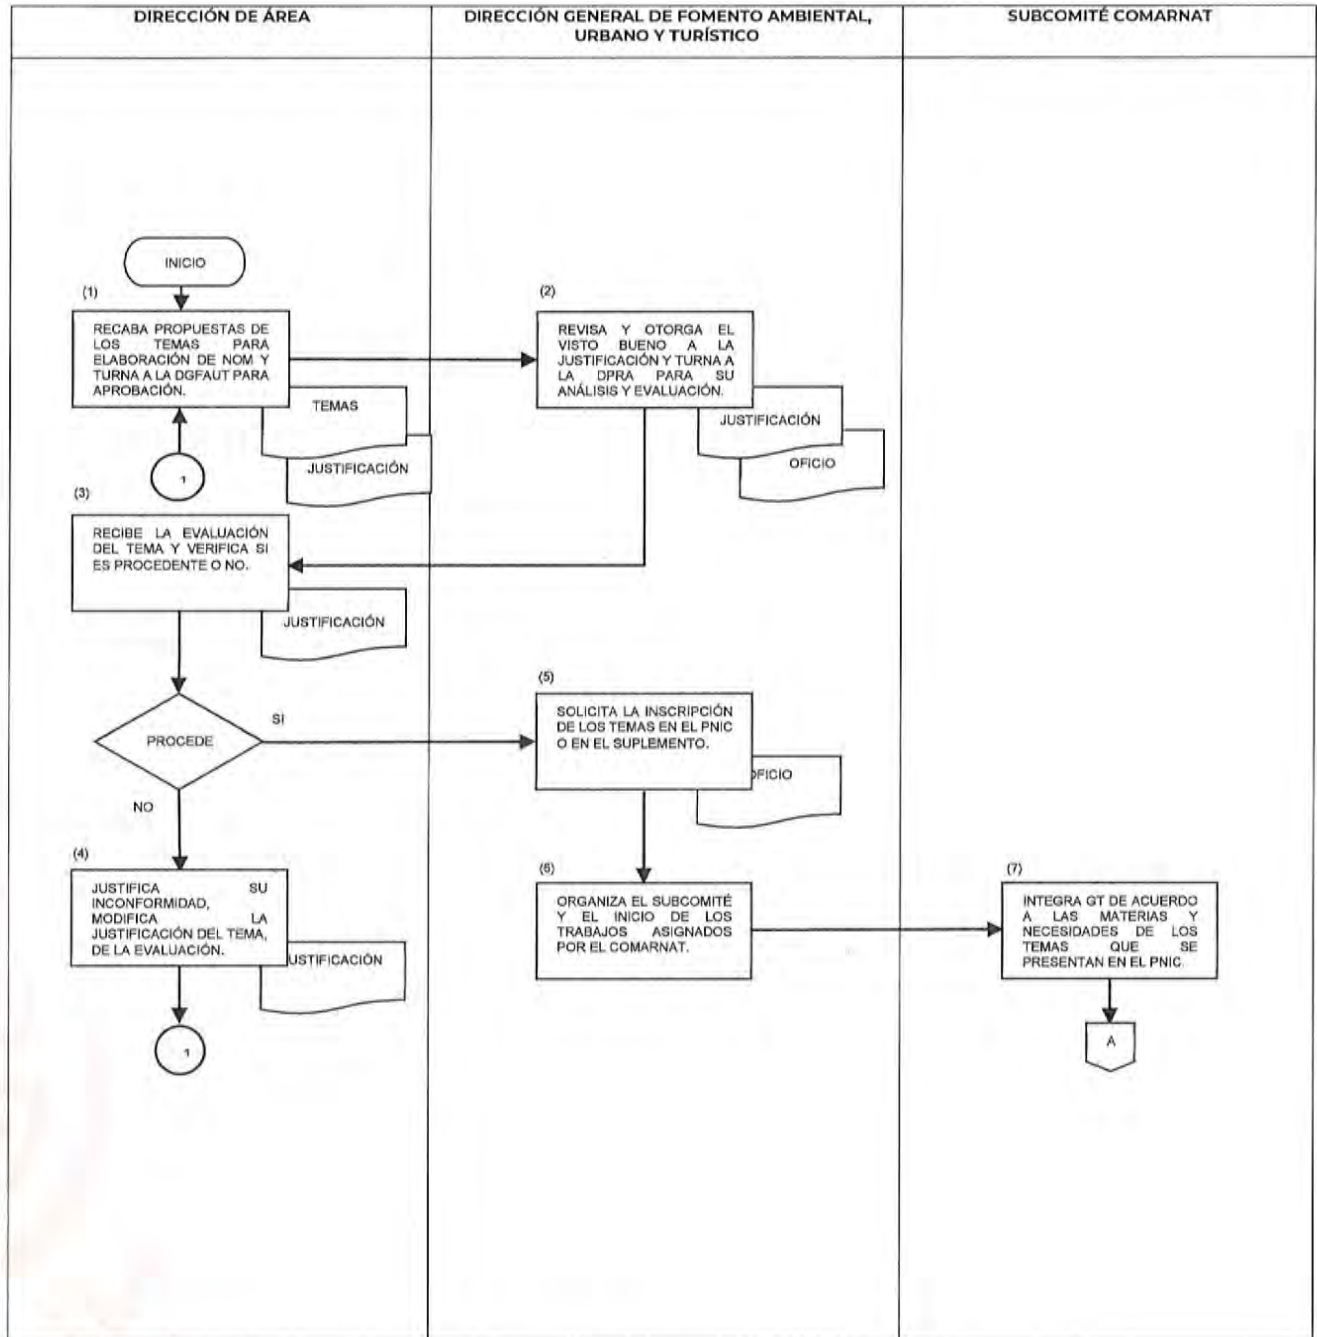 DIRECCIÓN DE ÁREA
DIRECCIÓN GENERAL DE FOMENTO AMBIENTAL,
URBANO Y TURÍSTICO
SUBCOMITÉ COMARNAT
INICIO
(1)
RECABA PROPUESTAS DE
LOS TEMAS PARA
ELABORACIÓN DE NOM Y
TURNA A LA DGFAUT PARA
APROBACIÓN.
TEMAS
JUSTIFICACIÓN
1
(2)
REVISA Y OTORGA EL
VISTO BUENO A LA
JUSTIFICACIÓN Y TURNA A
LA DPRA PARA SU
ANÁLISIS Y EVALUACIÓN.
JUSTIFICACIÓN
OFICIO
(3)
RECIBE LA EVALUACIÓN
DEL TEMA Y VERIFICA SI
ES PROCEDENTE O NO.
JUSTIFICACIÓN
PROCEDE
SI
NO
(5)
SOLICITA LA INSCRIPCIÓN
DE LOS TEMAS EN EL PNIC
O EN EL SUPLEMENTO.
OFICIO
(4)
JUSTIFICA SU
INCONFORMIDAD,
MODIFICA LA
JUSTIFICACIÓN DEL TEMA,
DE LA EVALUACIÓN.
JUSTIFICACIÓN
1
(6)
ORGANIZA EL SUBCOMITÉ
Y EL INICIO DE LOS
TRABAJOS ASIGNADOS
POR EL COMARNAT.
(7)
INTEGRA GT DE ACUERDO
A LAS MATERIAS Y
NECESIDADES DE LOS
TEMAS QUE SE
PRESENTAN EN EL PNIC
A